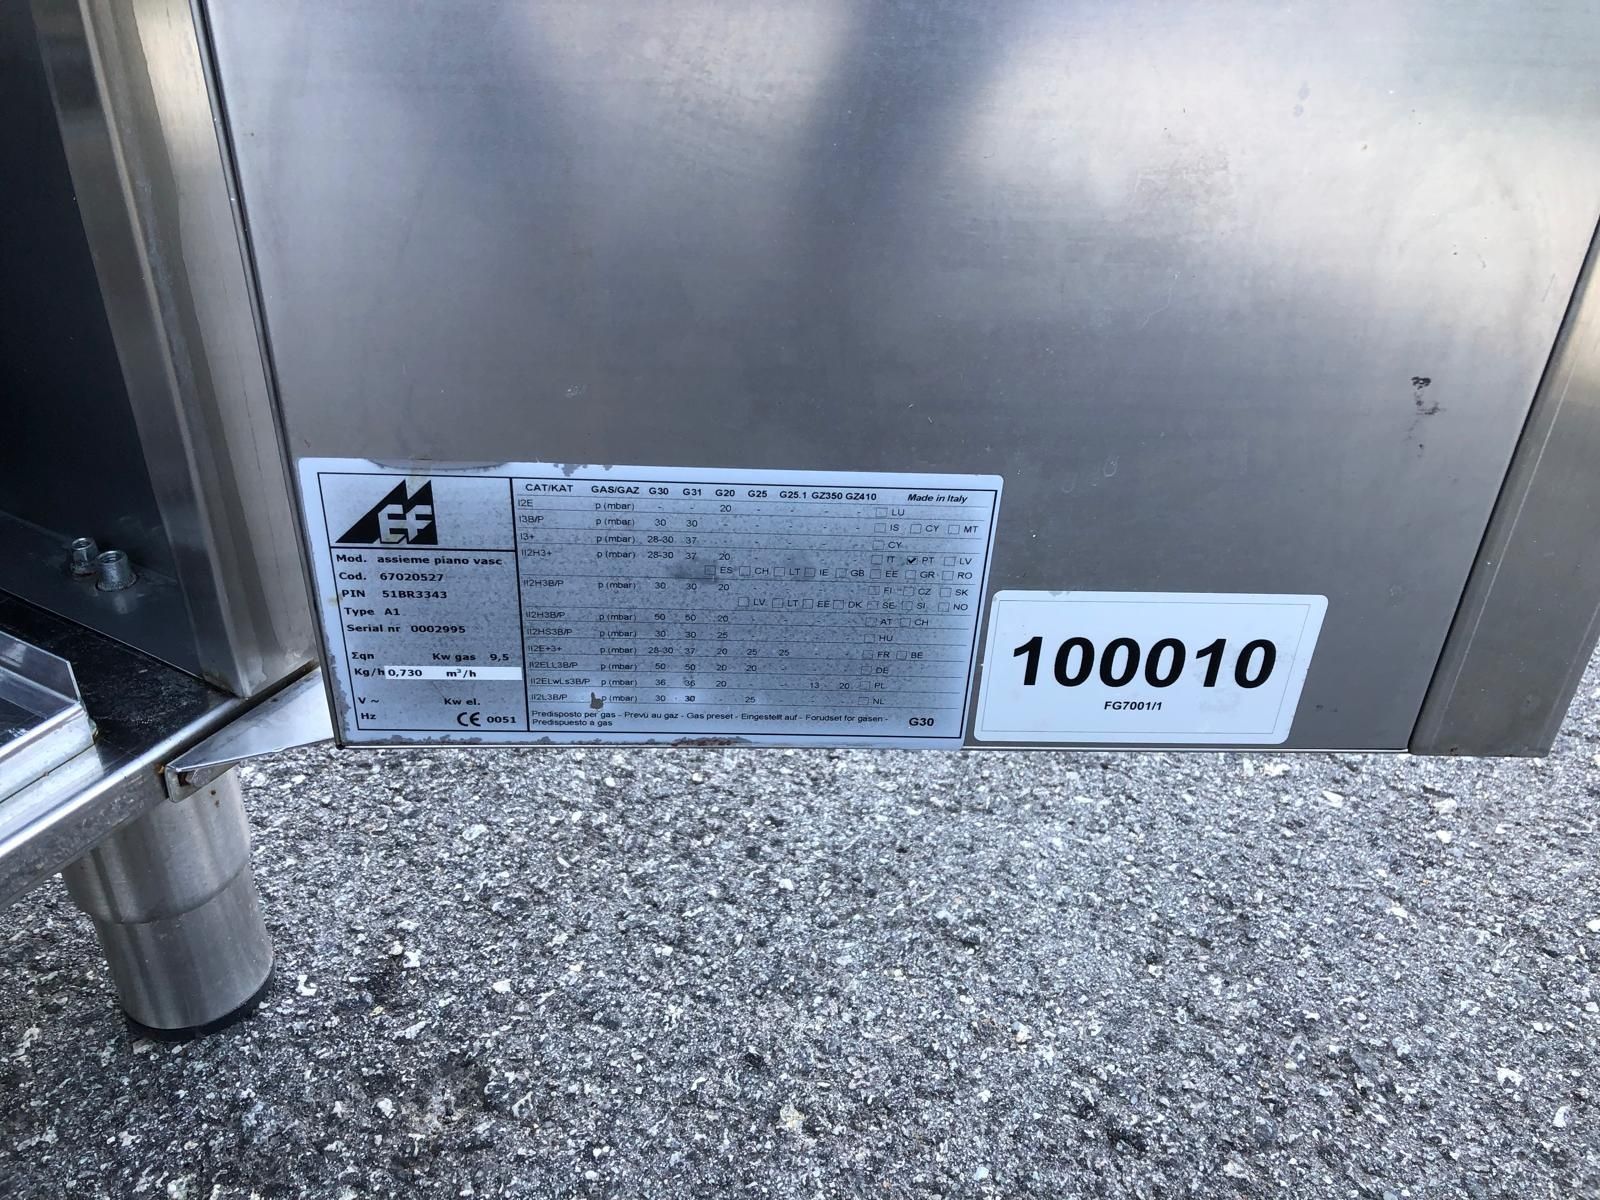 EF
Mod. assieme piano vasc
Cod. 67020527
PIN 51BR3343
Type A1
Serial nr 0002995
Σqn Kw gas 9,5
Kg/h 0,730 m³/h
V ~ Kw el.
Hz CE 0051
CAT/KAT GAS/GAZ G30 G31 G20 G25 G25.1 GZ350 GZ410 Made in Italy
I2E p (mbar) - - 20 - - - - LU
I3B/P p (mbar) 30 30 - - - - - IS CY MT
I3+ p (mbar) 28-30 37 - - - - - CY
II2H3+ p (mbar) 28-30 37 20 - - - - IT PT LV
ES CH LT IE GB EE GR RO
II2H3B/P p (mbar) 30 30 20 - - - - FI CZ SK
LV LT EE DK SE SI NO
II2H3B/P p (mbar) 50 50 20 - - - - AT CH
II2HS3B/P p (mbar) 30 30 25 - - - - HU
II2E+3+ p (mbar) 28-30 37 20 25 25 - - FR BE
II2ELL3B/P p (mbar) 50 50 20 20 - - - DE
II2ELwLs3B/P p (mbar) 36 36 20 - - 13 20 PL
II2L3B/P p (mbar) 30 30 - 25 - - - NL
Predisposto per gas - Prevù au gaz - Gas preset - Eingestellt auf - Forudset for gasen -
Predispuesto a gas G30
100010
FG7001/1